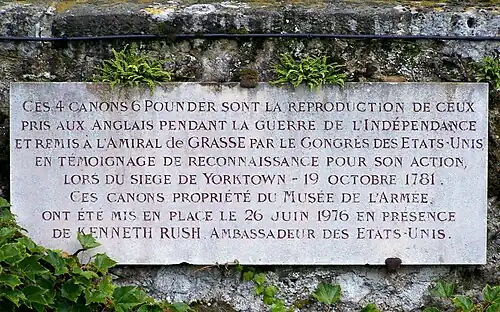 CES 4 CANONS 6 POUNDER SONT LA REPRODUCTION DE CEUX
PRIS AUX ANGLAIS PENDANT LA GUERRE DE L'INDÉPENDANCE
ET REMIS A L'AMIRAL de GRASSE PAR LE CONGRÈS DES ETATS-UNIS
EN TÉMOIGNAGE DE RECONNAISSANCE POUR SON ACTION,
LORS DU SIEGE DE YORKTOWN - 19 OCTOBRE 1781.
CES CANONS PROPRIÉTÉ DU MUSÉE DE L'ARMÉE,
ONT ÉTÉ MIS EN PLACE LE 26 JUIN 1976 EN PRÉSENCE
DE KENNETH RUSH, AMBASSADEUR DES ETATS-UNIS.